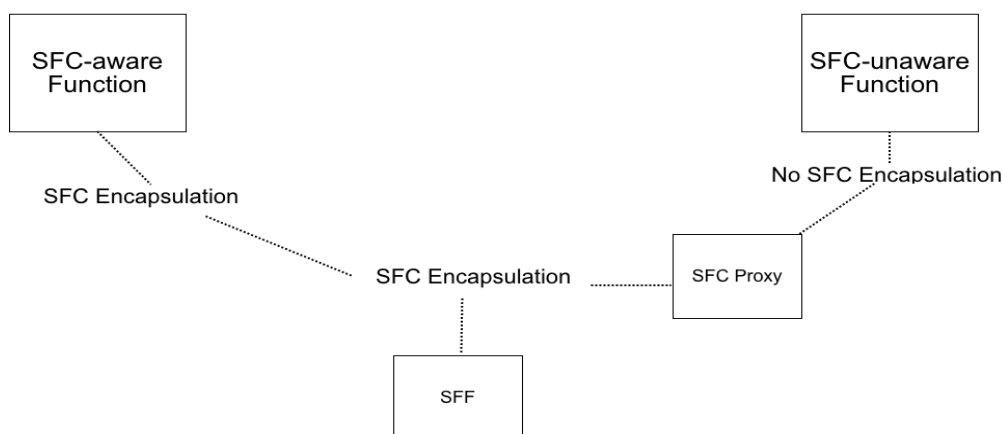 SFC-aware
Function
SFC-unaware
Function
No SFC Encapsulation
SFC Encapsulation
SFC Encapsulation
SFC Proxy
SFF